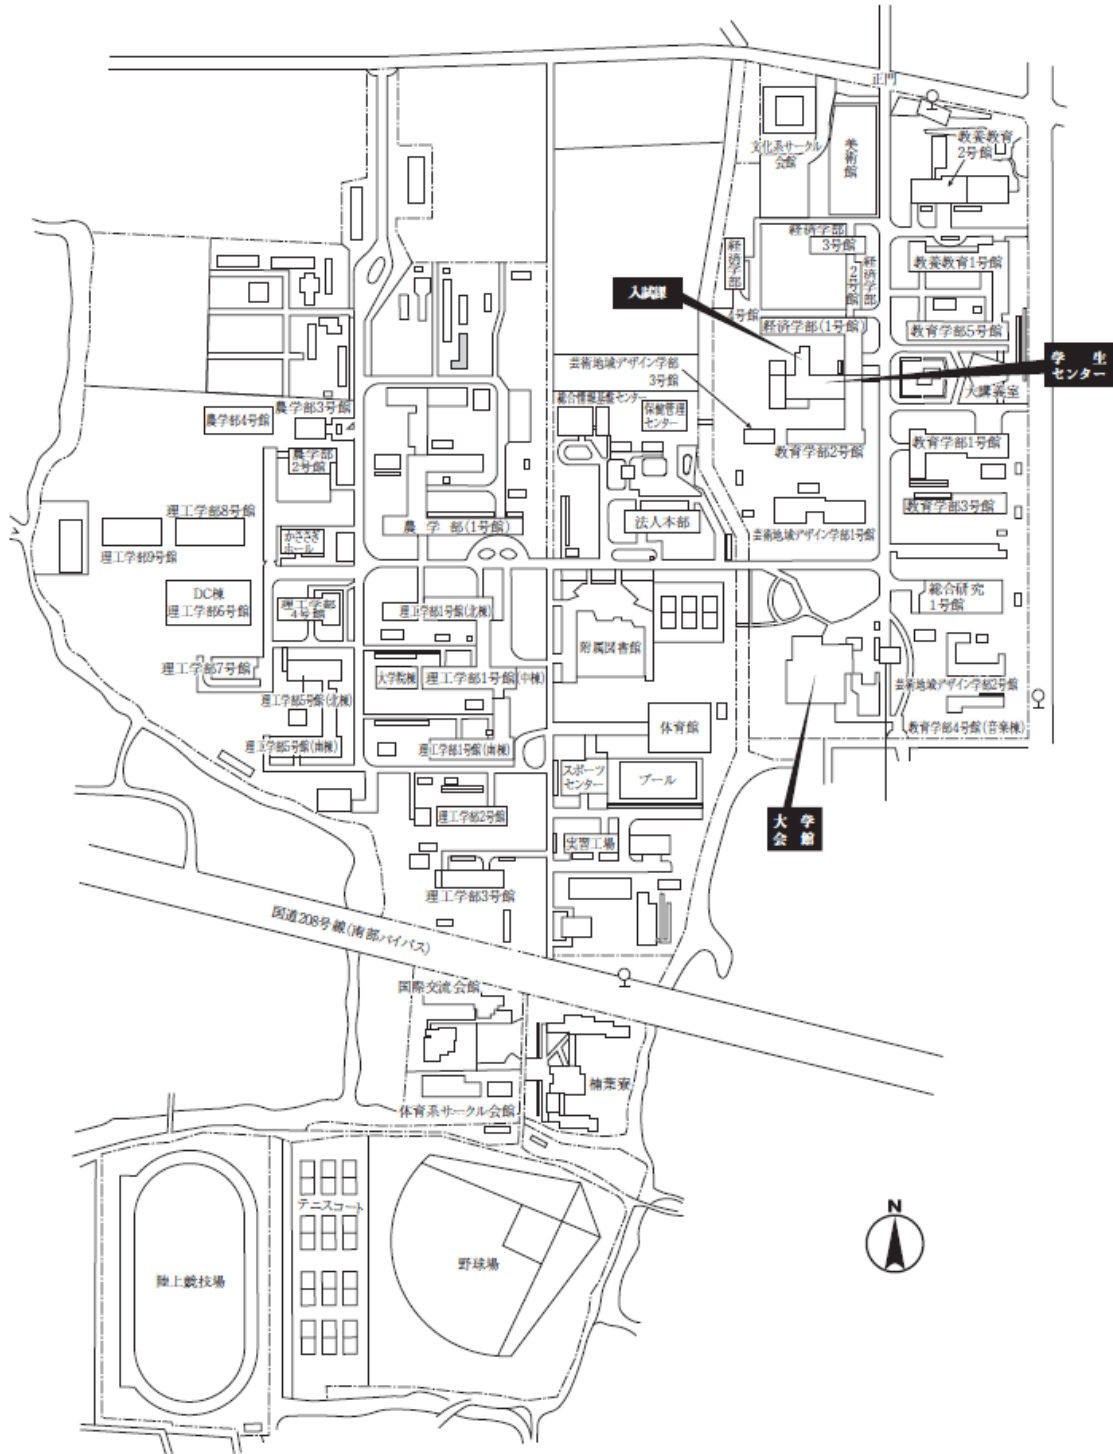 正門
教養教育
2号館
文化系サークル
会館
美術館
経済学部
3号館
経済学部
4号館
経済学部
2号館
教養教育1号館
入試課
経済学部(1号館)
教育学部5号館
学生
センター
芸術地域デザイン学部
3号館
大講義室
総合情報基盤センター
保健管理
センター
農学部3号館
農学部4号館
教育学部2号館
教育学部1号館
農学部
2号館
理工学部8号館
教育学部3号館
農学部(1号館)
法人本部
芸術地域デザイン学部1号館
かささぎ
ホール
理工学部9号館
DC棟
理工学部6号館
理工学部
4号館
理工学部1号館(北棟)
総合研究
1号館
附属図書館
理工学部7号館
大学院棟
理工学部1号館(中棟)
芸術地域デザイン学部2号館
理工学部5号館(北棟)
体育館
教育学部4号館(音楽棟)
理工学部5号館(南棟)
理工学部1号館(南棟)
スポーツ
センター
プール
理工学部2号館
大学
会館
実習工場
理工学部3号館
国道208号線(南部バイパス)
国際交流会館
楠葉寮
体育系サークル会館
テニスコート
N
野球場
陸上競技場